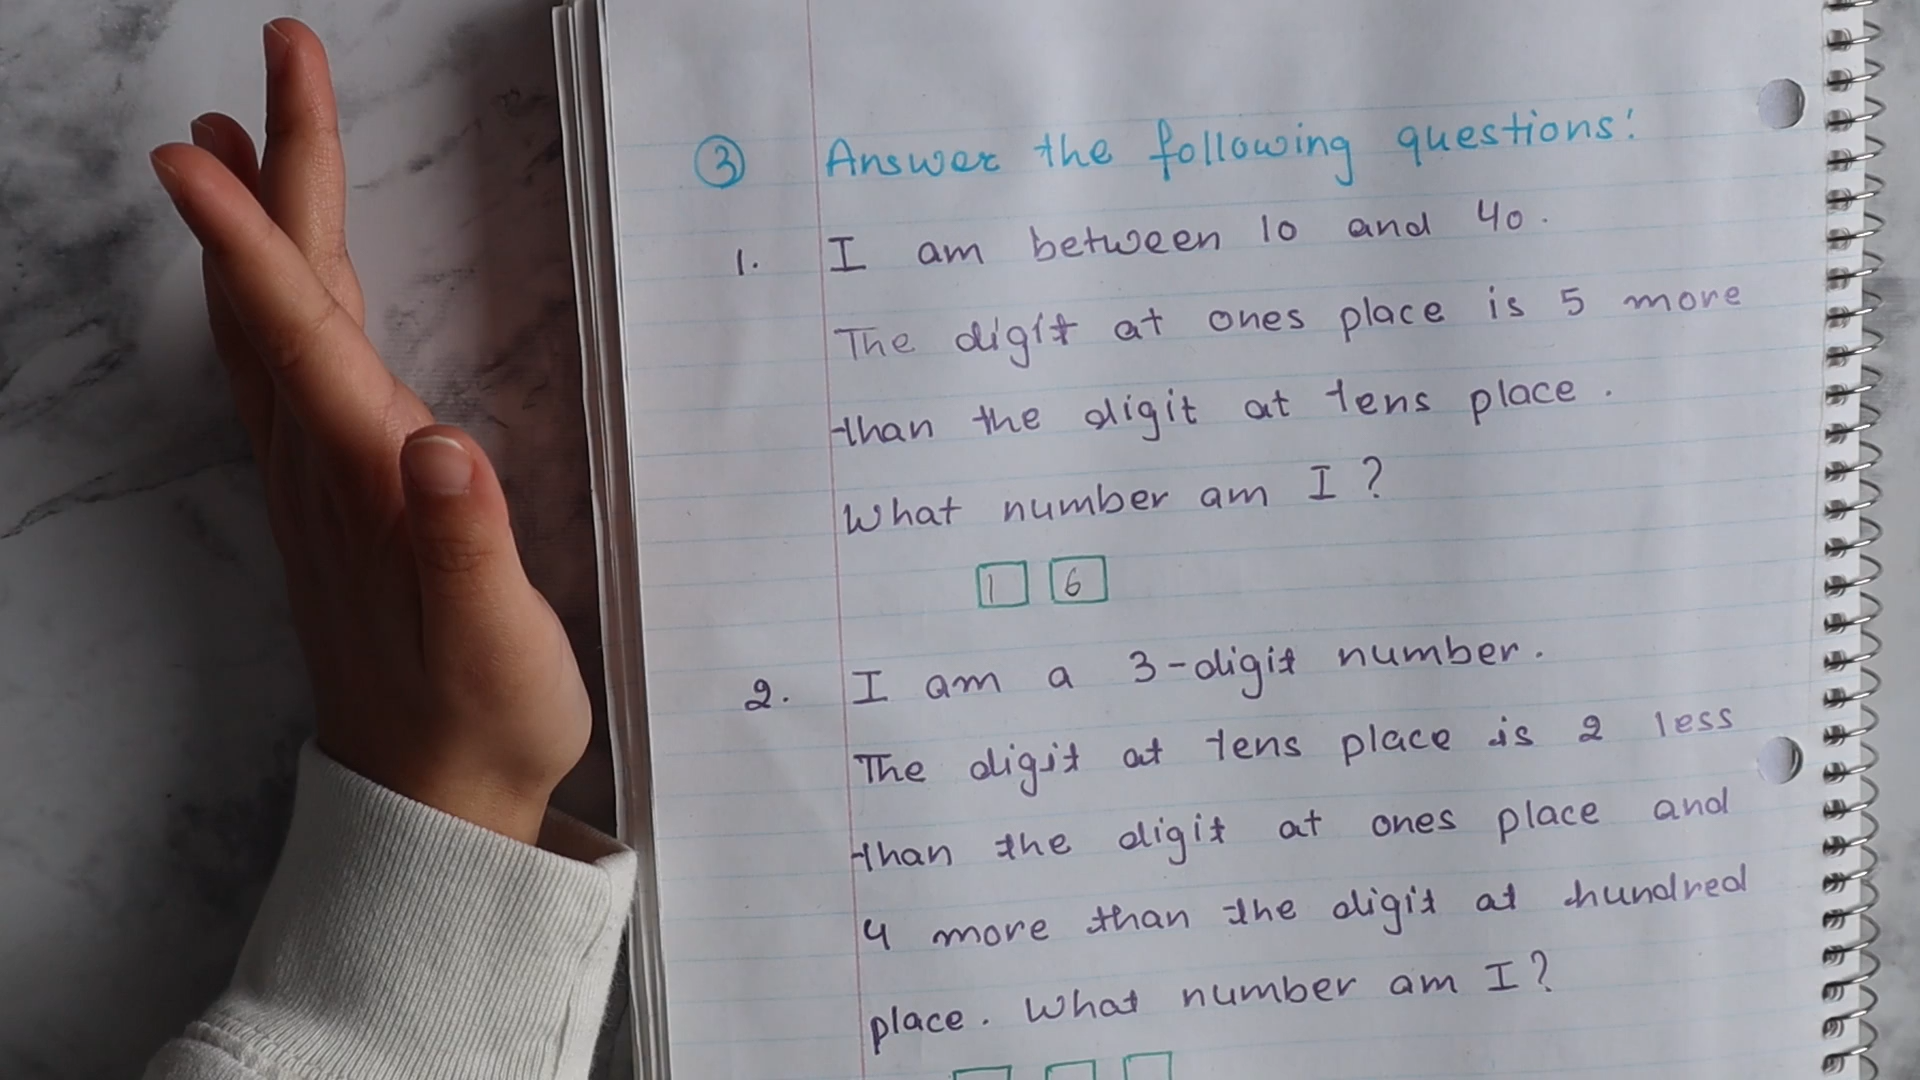 3 Answer the following questions:
1. I am between 10 and 40.
The digit at ones place is 5 more
than the digit at tens place.
What number am I?
1 6
2. I am a 3-digit number.
The digit at tens place is 2 less
than the digit at ones place and
4 more than the digit at hundred
place. What number am I?